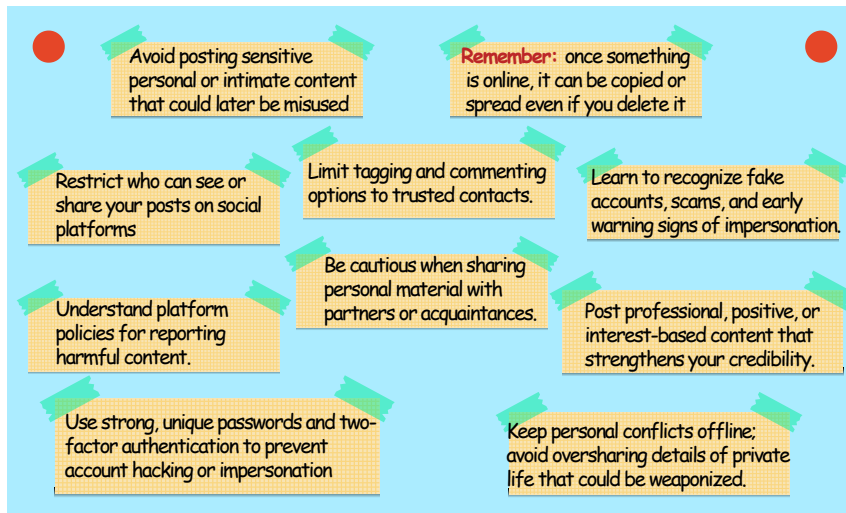 Avoid posting sensitive
personal or intimate content
that could later be misused
Remember: once something
is online, it can be copied or
spread even if you delete it
Restrict who can see or
share your posts on social
platforms
Limit tagging and commenting
options to trusted contacts.
Learn to recognize fake
accounts, scams, and early
warning signs of impersonation.
Understand platform
policies for reporting
harmful content.
Be cautious when sharing
personal material with
partners or acquaintances.
Post professional, positive, or
interest-based content that
strengthens your credibility.
Use strong, unique passwords and two-
factor authentication to prevent
account hacking or impersonation
Keep personal conflicts offline;
avoid oversharing details of private
life that could be weaponized.